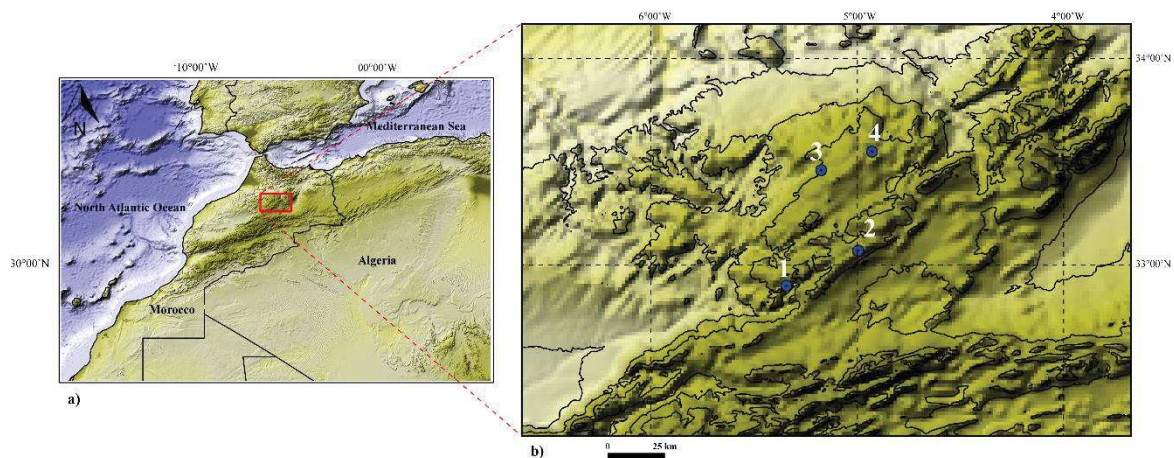 10°00'W
00°00'W
N
Mediterranean Sea
North Atlantic Ocean
30°00'N
Algeria
Morocco
a)
6°00'W
5°00'W
4°00'W
34°00'N
4
3
2
33°00'N
1
b)
0
25 km